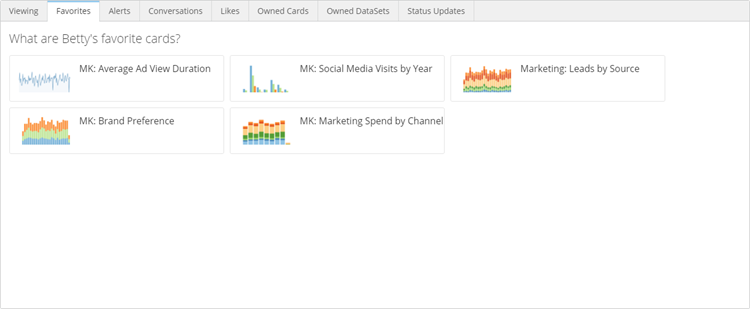 Viewing Favorites Alerts Conversations Likes Owned Cards Owned DataSets Status Updates
What are Betty's favorite cards?
MK: Average Ad View Duration MK: Social Media Visits by Year Marketing: Leads by Source
MK: Brand Preference MK: Marketing Spend by Channel